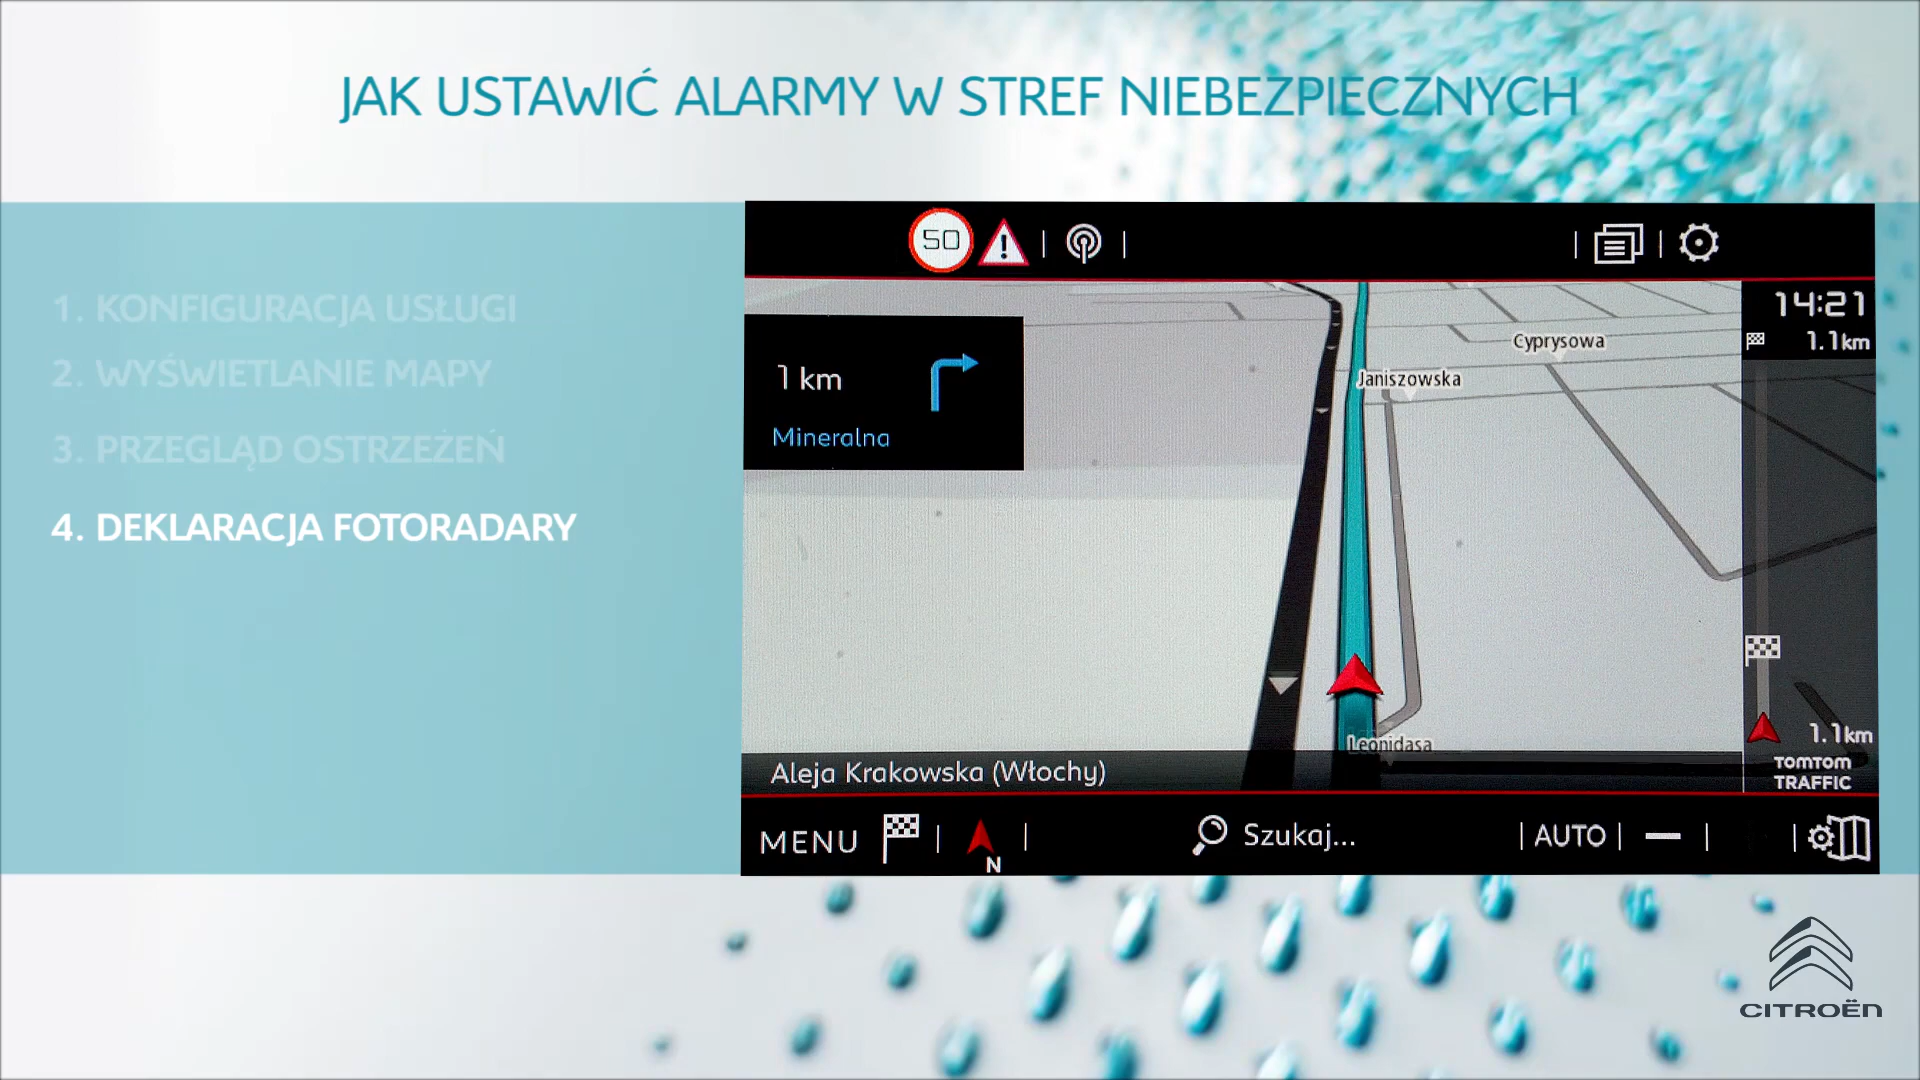 JAK USTAWIĆ ALARMY W STREF NIEBEZPIECZNYCH
1. KONFIGURACJA USŁUGI
2. WYŚWIETLANIE MAPY
3. PRZEGLĄD OSTRZEŻEŃ
4. DEKLARACJA FOTORADARY
50
14:21
1.1km
1 km
Mineralna
Cyprysowa
Janiszowska
Leonidasa
1.1km
TOMTOM
TRAFFIC
Aleja Krakowska (Włochy)
MENU
N
Szukaj...
AUTO
CITROËN